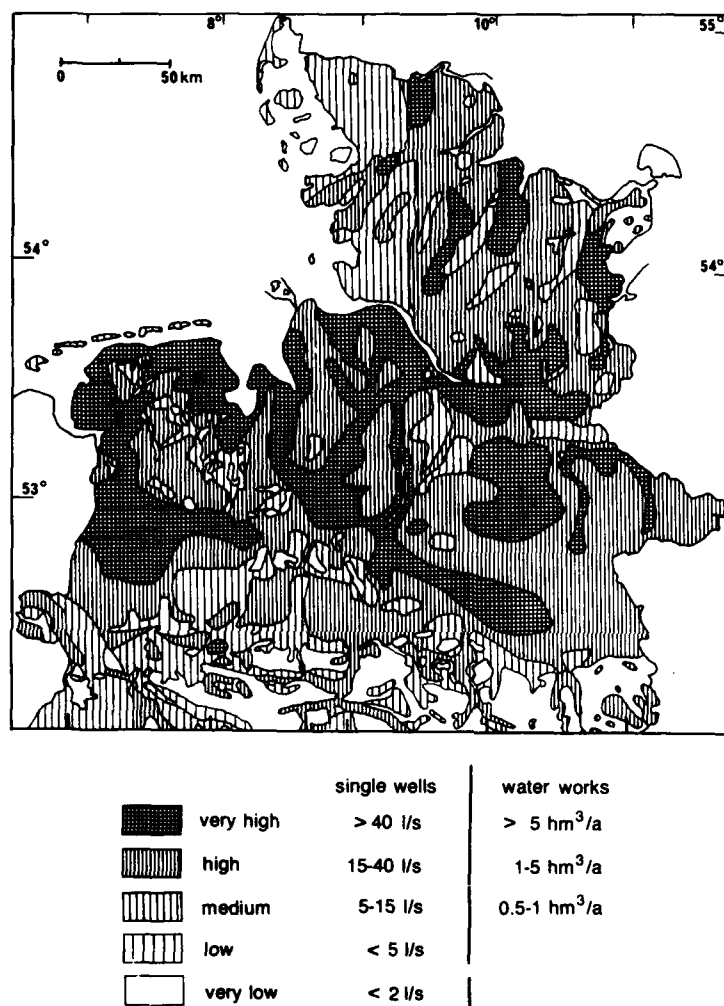 8° 10° 55°
0 50 km
54° 54°
53°
single wells water works
very high > 40 l/s > 5 hm³/a
high 15-40 l/s 1-5 hm³/a
medium 5-15 l/s 0.5-1 hm³/a
low < 5 l/s
very low < 2 l/s